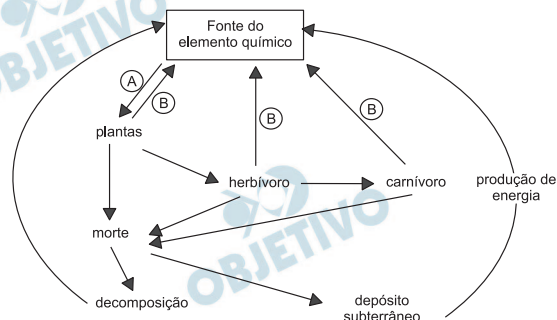 Fonte do
elemento químico
A
B
B
B
plantas
herbívoro
carnívoro
produção de
energia
morte
decomposição
depósito
subterrâneo
OBJETIVO
OBJETIVO